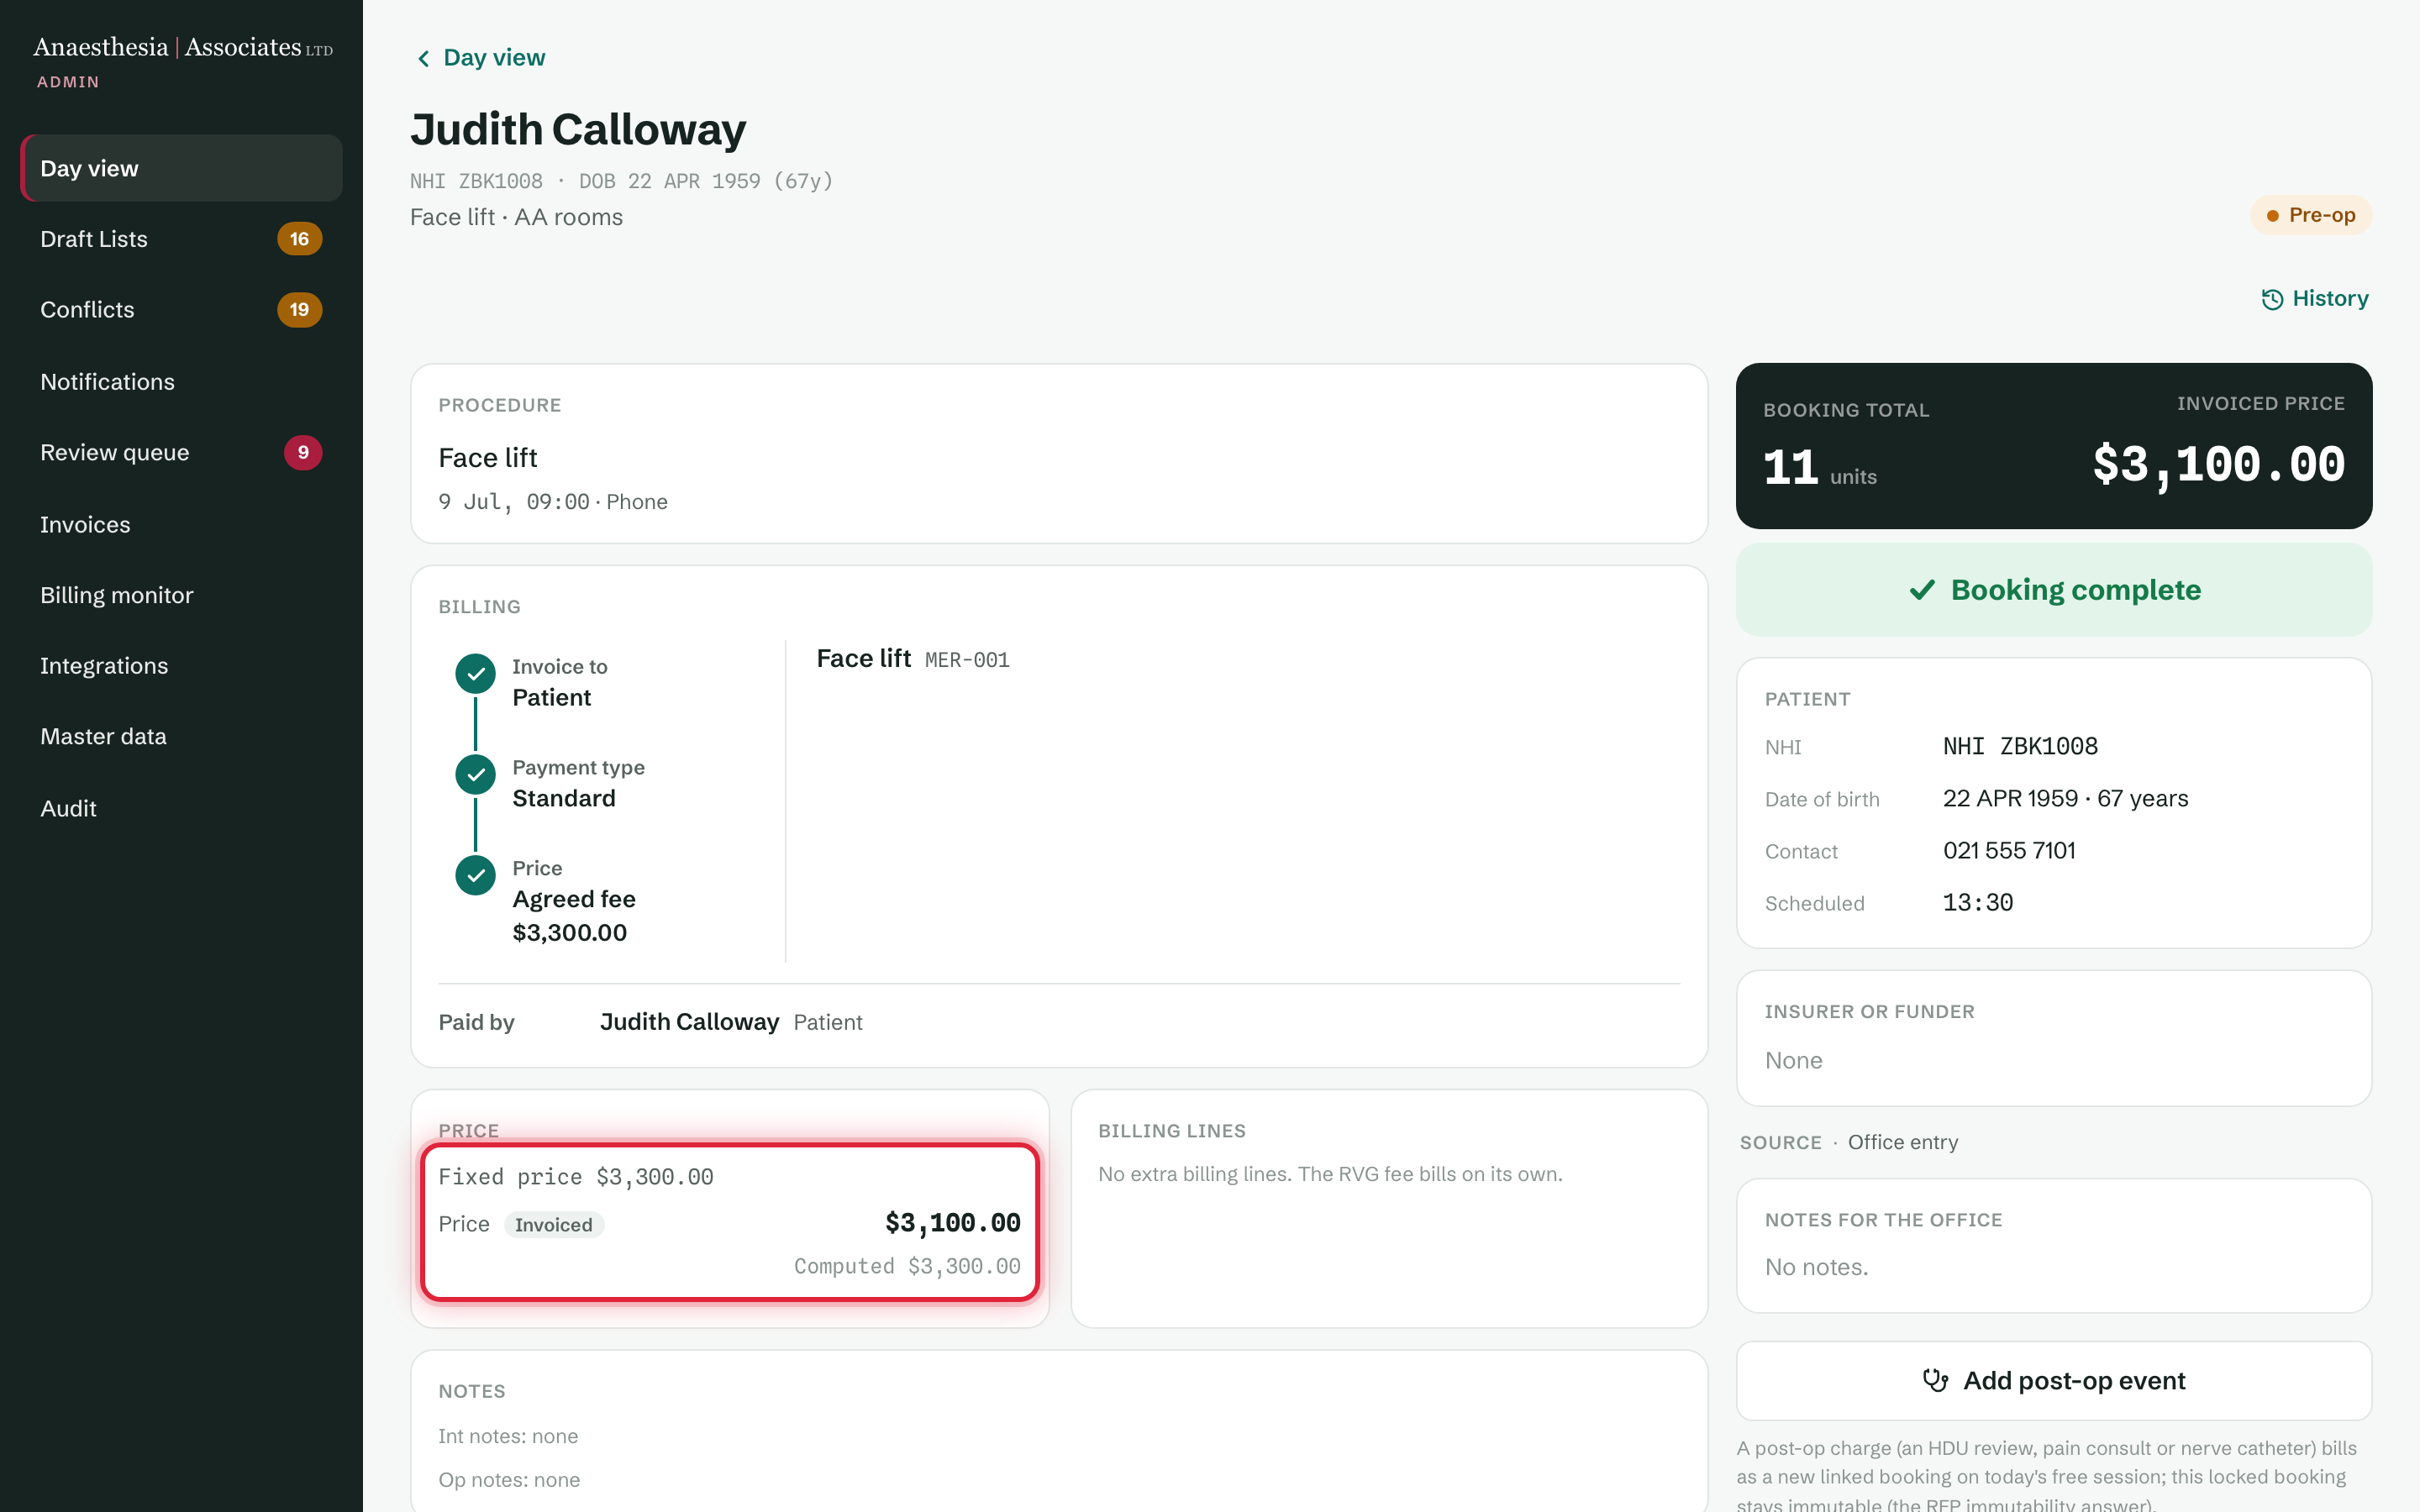 Anaesthesia | Associates LTD
ADMIN
Day view
Draft Lists 16
Conflicts 19
Notifications
Review queue 9
Invoices
Billing monitor
Integrations
Master data
Audit
Day view
Judith Calloway
NHI ZBK1008 · DOB 22 APR 1959 (67y)
Face lift · AA rooms
Pre-op
History
PROCEDURE
Face lift
9 Jul, 09:00 · Phone
BILLING
Invoice to
Patient
Payment type
Standard
Price
Agreed fee
$3,300.00
Face lift MER-001
Paid by Judith Calloway Patient
PRICE
Fixed price $3,300.00
Price Invoiced $3,100.00
Computed $3,300.00
BILLING LINES
No extra billing lines. The RVG fee bills on its own.
NOTES
Int notes: none
Op notes: none
BOOKING TOTAL
11 units
INVOICED PRICE
$3,100.00
Booking complete
PATIENT
NHI NHI ZBK1008
Date of birth 22 APR 1959 · 67 years
Contact 021 555 7101
Scheduled 13:30
INSURER OR FUNDER
None
SOURCE · Office entry
NOTES FOR THE OFFICE
No notes.
Add post-op event
A post-op charge (an HDU review, pain consult or nerve catheter) bills
as a new linked booking on today's free session; this locked booking
stays immutable (the RFP immutability answer).